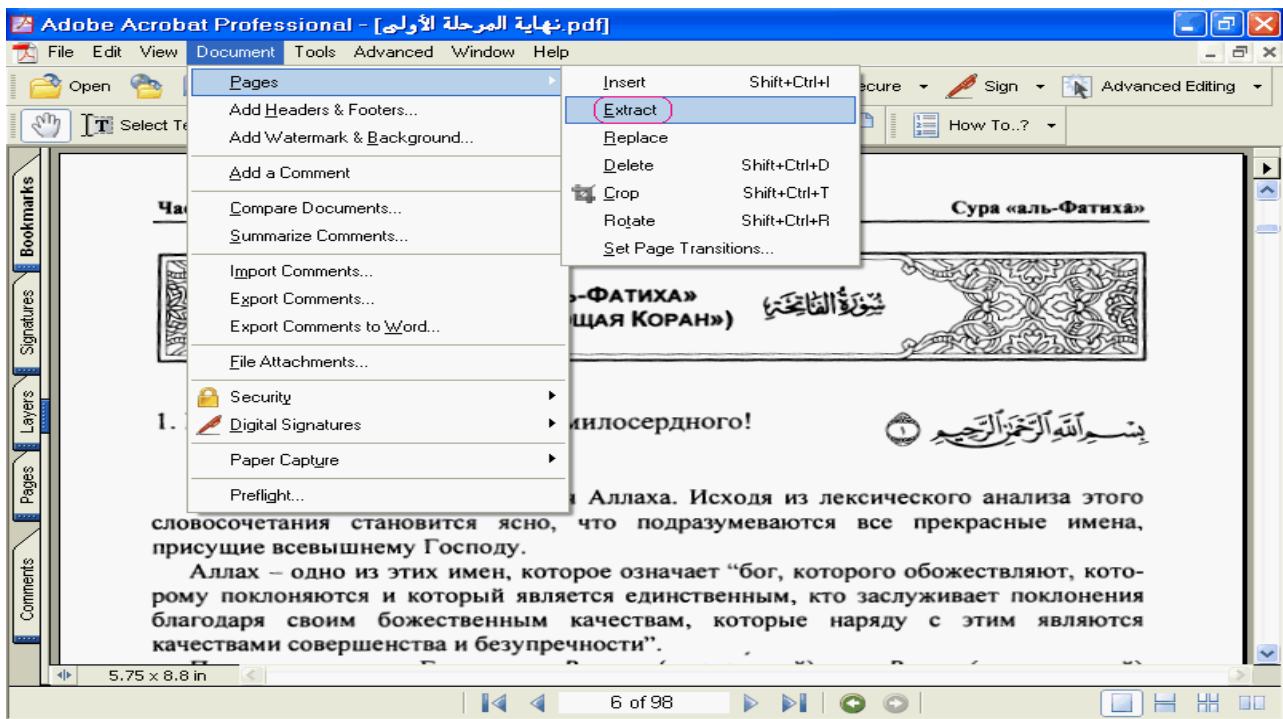 Adobe Acrobat Professional - [نهاية المرحلة الأولى.pdf]
File Edit View Document Tools Advanced Window Help
Open ecure Sign Advanced Editing
Select Te How To..?
Pages
Add Headers & Footers...
Add Watermark & Background...
Add a Comment
Compare Documents...
Summarize Comments...
Import Comments...
Export Comments...
Export Comments to Word...
File Attachments...
Security
Digital Signatures
Paper Capture
Preflight...
Insert Shift+Ctrl+I
Extract
Replace
Delete Shift+Ctrl+D
Crop Shift+Ctrl+T
Rotate Shift+Ctrl+R
Set Page Transitions...
Bookmarks
Signatures
Layers
Pages
Comments
Час Сура «аль-Фатиха»
-ФАТИХА» سُورَةُ الفَاتِحَةِ
ЩАЯ КОРАН»)
1. милосердного! بِسْمِ ٱللَّهِ ٱلرَّحْمَٰنِ ٱلرَّحِيمِ ١
Аллаха. Исходя из лексического анализа этого
словосочетания становится ясно, что подразумеваются все прекрасные имена,
присущие всевышнему Господу.
Аллах – одно из этих имен, которое означает “бог, которого обожествляют, кото-
рому поклоняются и который является единственным, кто заслуживает поклонения
благодаря своим божественным качествам, которые наряду с этим являются
качествами совершенства и безупречности”.
5.75 x 8.8 in
6 of 98